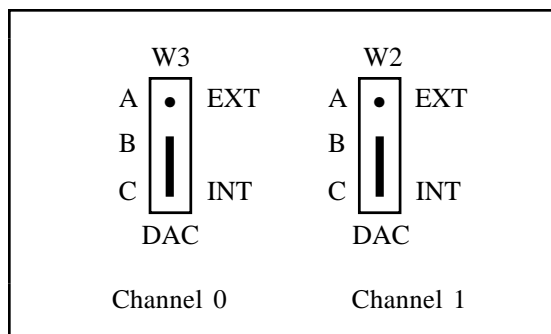 W3 W2
A EXT A EXT
B B
C INT C INT
DAC DAC
Channel 0 Channel 1